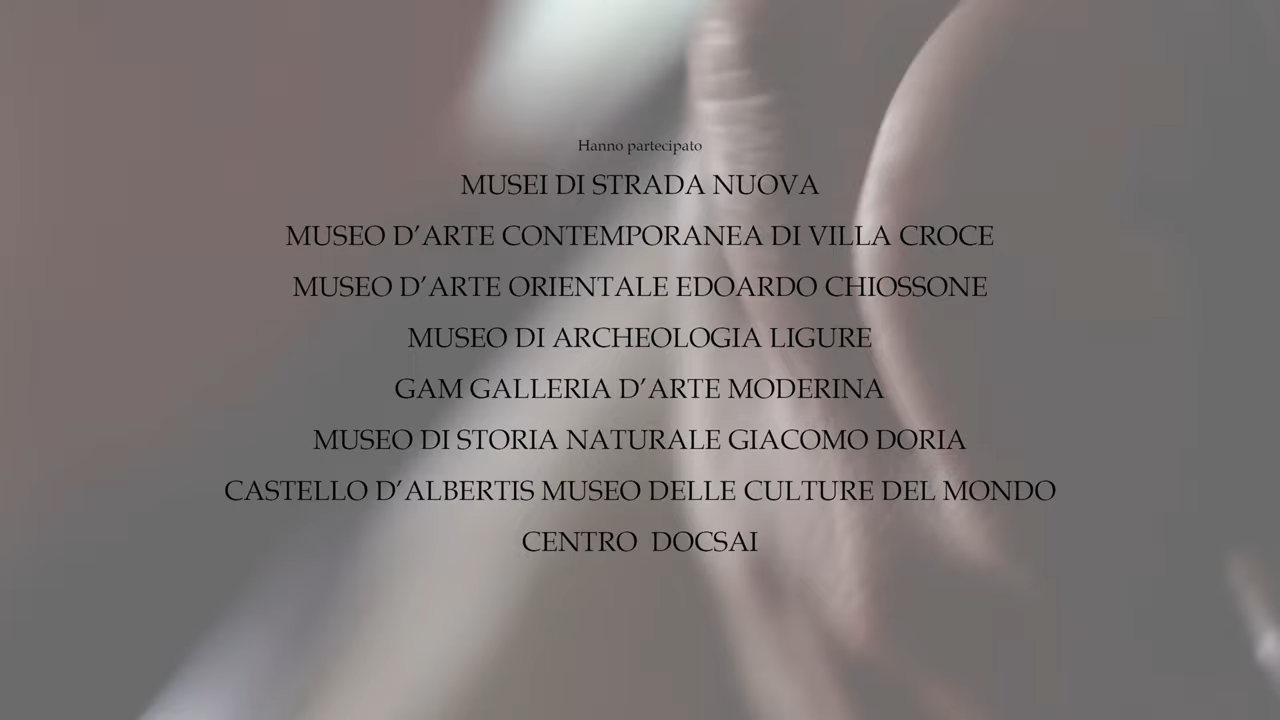 Hanno partecipato
MUSEI DI STRADA NUOVA
MUSEO D’ARTE CONTEMPORANEA DI VILLA CROCE
MUSEO D’ARTE ORIENTALE EDOARDO CHIOSSONE
MUSEO DI ARCHEOLOGIA LIGURE
GAM GALLERIA D’ARTE MODERINA
MUSEO DI STORIA NATURALE GIACOMO DORIA
CASTELLO D’ALBERTIS MUSEO DELLE CULTURE DEL MONDO
CENTRO DOCSAI